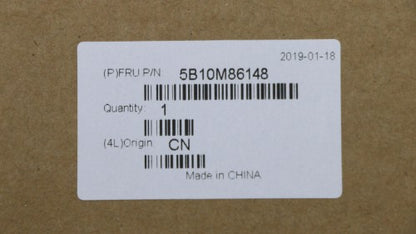 2019-01-18
(P)FRU P/N: 5B10M86148
Quantity: 1
(4L)Origin: CN
Made in CHINA